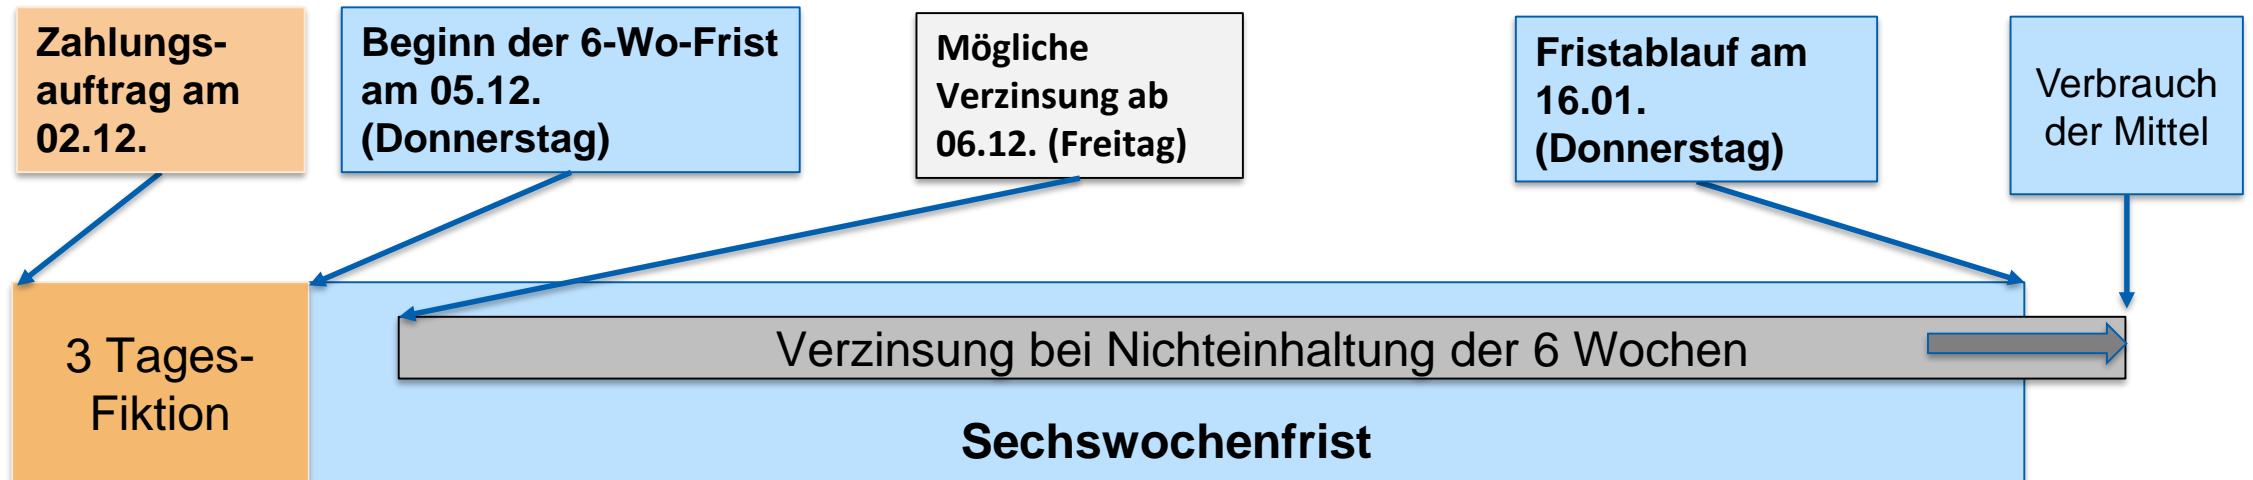 Zahlungs-
auftrag am
02.12.
Beginn der 6-Wo-Frist
am 05.12.
(Donnerstag)
Mögliche
Verzinsung ab
06.12. (Freitag)
Fristablauf am
16.01.
(Donnerstag)
Verbrauch
der Mittel
3 Tages-
Fiktion
Verzinsung bei Nichteinhaltung der 6 Wochen
Sechswochenfrist